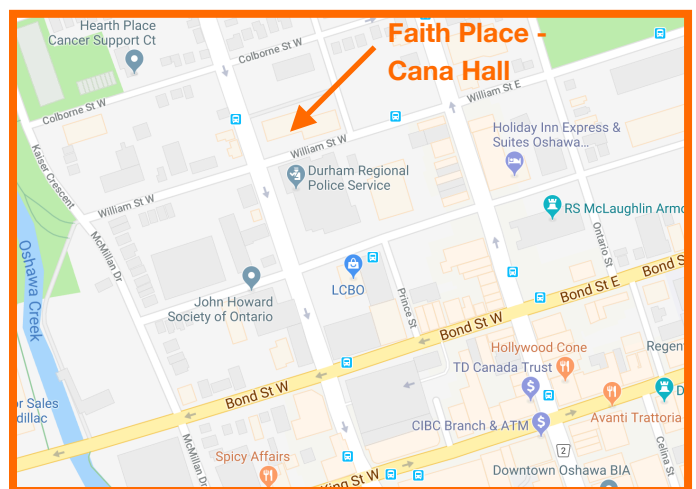 Hearth Place
Cancer Support Ct
Faith Place -
Cana Hall
Colborne St W
Colborne St W
William St E
William St W
Holiday Inn Express &
Suites Oshawa...
Kaiser Crescent
Durham Regional
Police Service
William St W
RS McLaughlin Armo
McMillan Dr
Ontario St
Oshawa Creek
LCBO
John Howard
Society of Ontario
Prince St
Bond S
Bond St E
Bond St W
Hollywood Cone
Regen
TD Canada Trust
Bond St W
or Sales
dillac
D
Avanti Trattoria
CIBC Branch & ATM
McMillan Dr
Spicy Affairs
2
Celina St
Downtown Oshawa BIA
King St W